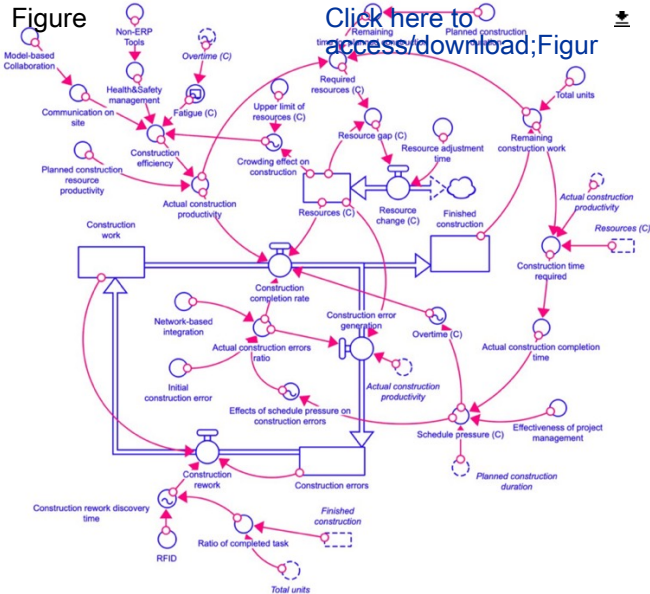 Figure
Click here to
access/download;Figur
Non-ERP
Tools
Remaining
Planned construction
Model-based
Collaboration
Overtime (C)
Required
resources (C)
Health&Safety
management
Fatigue (C)
Upper limit of
resources (C)
Total units
Communication on
site
Resource gap (C)
Resource adjustment
time
Remaining
construction work
Construction
efficiency
Crowding effect on
construction
Planned construction
resource
productivity
Actual construction
productivity
Resources (C)
Resource
change (C)
Finished
construction
Actual
construction
productivity
Resources (C)
Construction
work
Construction time
required
Construction
completion rate
Network-based
integration
Construction error
generation
Overtime (C)
Actual construction errors
ratio
Actual construction completion
time
Initial
construction error
Actual construction
productivity
Effects of schedule pressure on
construction errors
Schedule pressure (C)
Effectiveness of project
management
Construction
rework
Construction errors
Planned construction
duration
Construction rework discovery
time
Finished
construction
RFID
Ratio of completed task
Total units